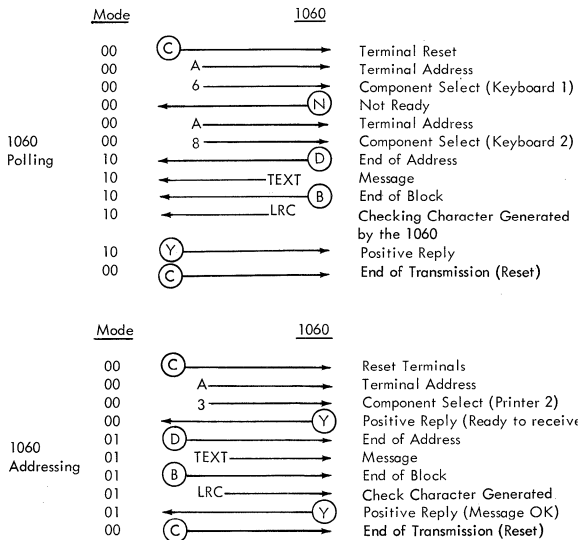 Mode 1060
00 C Terminal Reset
00 A Terminal Address
00 6 Component Select (Keyboard 1)
00 N Not Ready
00 A Terminal Address
00 8 Component Select (Keyboard 2)
1060
Polling
10 D End of Address
10 TEXT Message
10 B End of Block
10 LRC Checking Character Generated
by the 1060
10 Y Positive Reply
00 C End of Transmission (Reset)
Mode 1060
00 C Reset Terminals
00 A Terminal Address
00 3 Component Select (Printer 2)
00 Y Positive Reply (Ready to receive
1060
Addressing
01 D End of Address
01 TEXT Message
01 B End of Block
01 LRC Check Character Generated
01 Y Positive Reply (Message OK)
00 C End of Transmission (Reset)